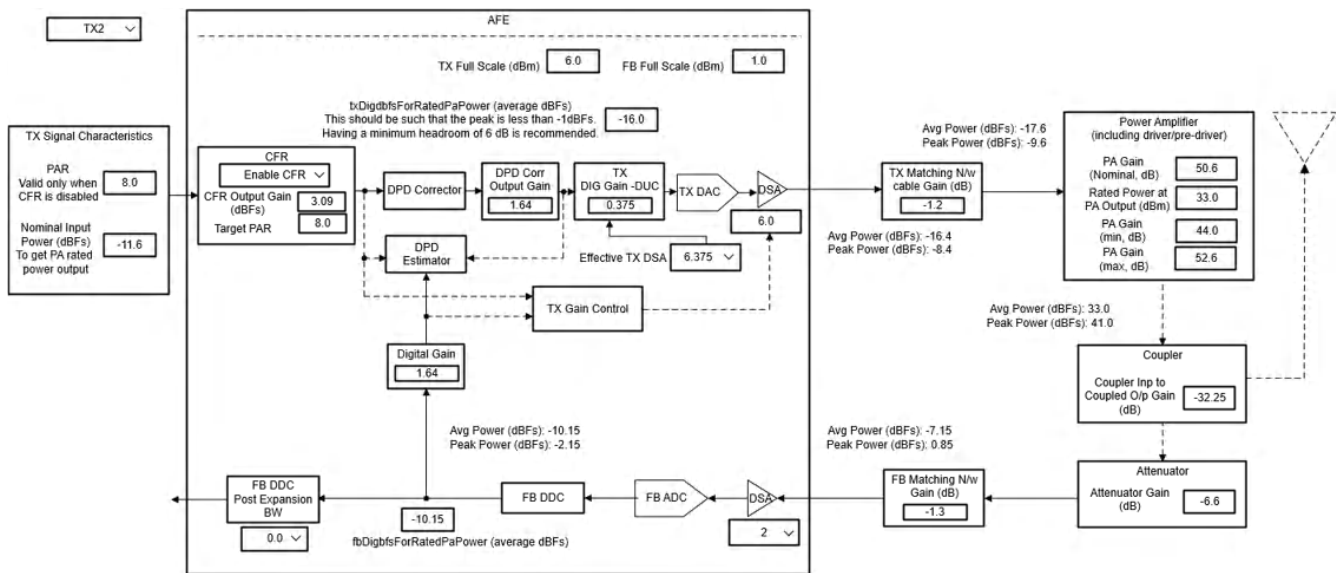 TX2
AFE
TX Full Scale (dBm)
6.0
FB Full Scale (dBm)
1.0
txDigdbfsForRatedPaPower (average dBFs)
This should be such that the peak is less than -1dBFs.
Having a minimum headroom of 6 dB is recommended.
-16.0
TX Signal Characteristics
PAR
Valid only when
CFR is disabled
8.0
Nominal Input
Power (dBFs)
To get PA rated
power output
-11.6
CFR
Enable CFR
CFR Output Gain
(dBFs)
3.09
Target PAR
8.0
DPD Corrector
DPD Corr
Output Gain
1.64
TX
DIG Gain -DUC
0.375
TX DAC
DSA
6.0
Effective TX DSA
6.375
DPD
Estimator
TX Gain Control
Digital Gain
1.64
Avg Power (dBFs): -17.6
Peak Power (dBFs): -9.6
TX Matching N/w
cable Gain (dB)
-1.2
Avg Power (dBFs): -16.4
Peak Power (dBFs): -8.4
Power Amplifier
(including driver/pre-driver)
PA Gain
(Nominal, dB)
50.6
Rated Power at
PA Output (dBm)
33.0
PA Gain
(min, dB)
44.0
PA Gain
(max, dB)
52.6
Avg Power (dBFs): 33.0
Peak Power (dBFs): 41.0
Coupler
Coupler Inp to
Coupled O/p Gain
(dB)
-32.25
Attenuator
Attenuator Gain
(dB)
-6.6
Avg Power (dBFs): -7.15
Peak Power (dBFs): 0.85
FB Matching N/w
Gain (dB)
-1.3
DSA
2
FB ADC
FB DDC
Avg Power (dBFs): -10.15
Peak Power (dBFs): -2.15
-10.15
fbDigbfsForRatedPaPower (average dBFs)
FB DDC
Post Expansion
BW
0.0